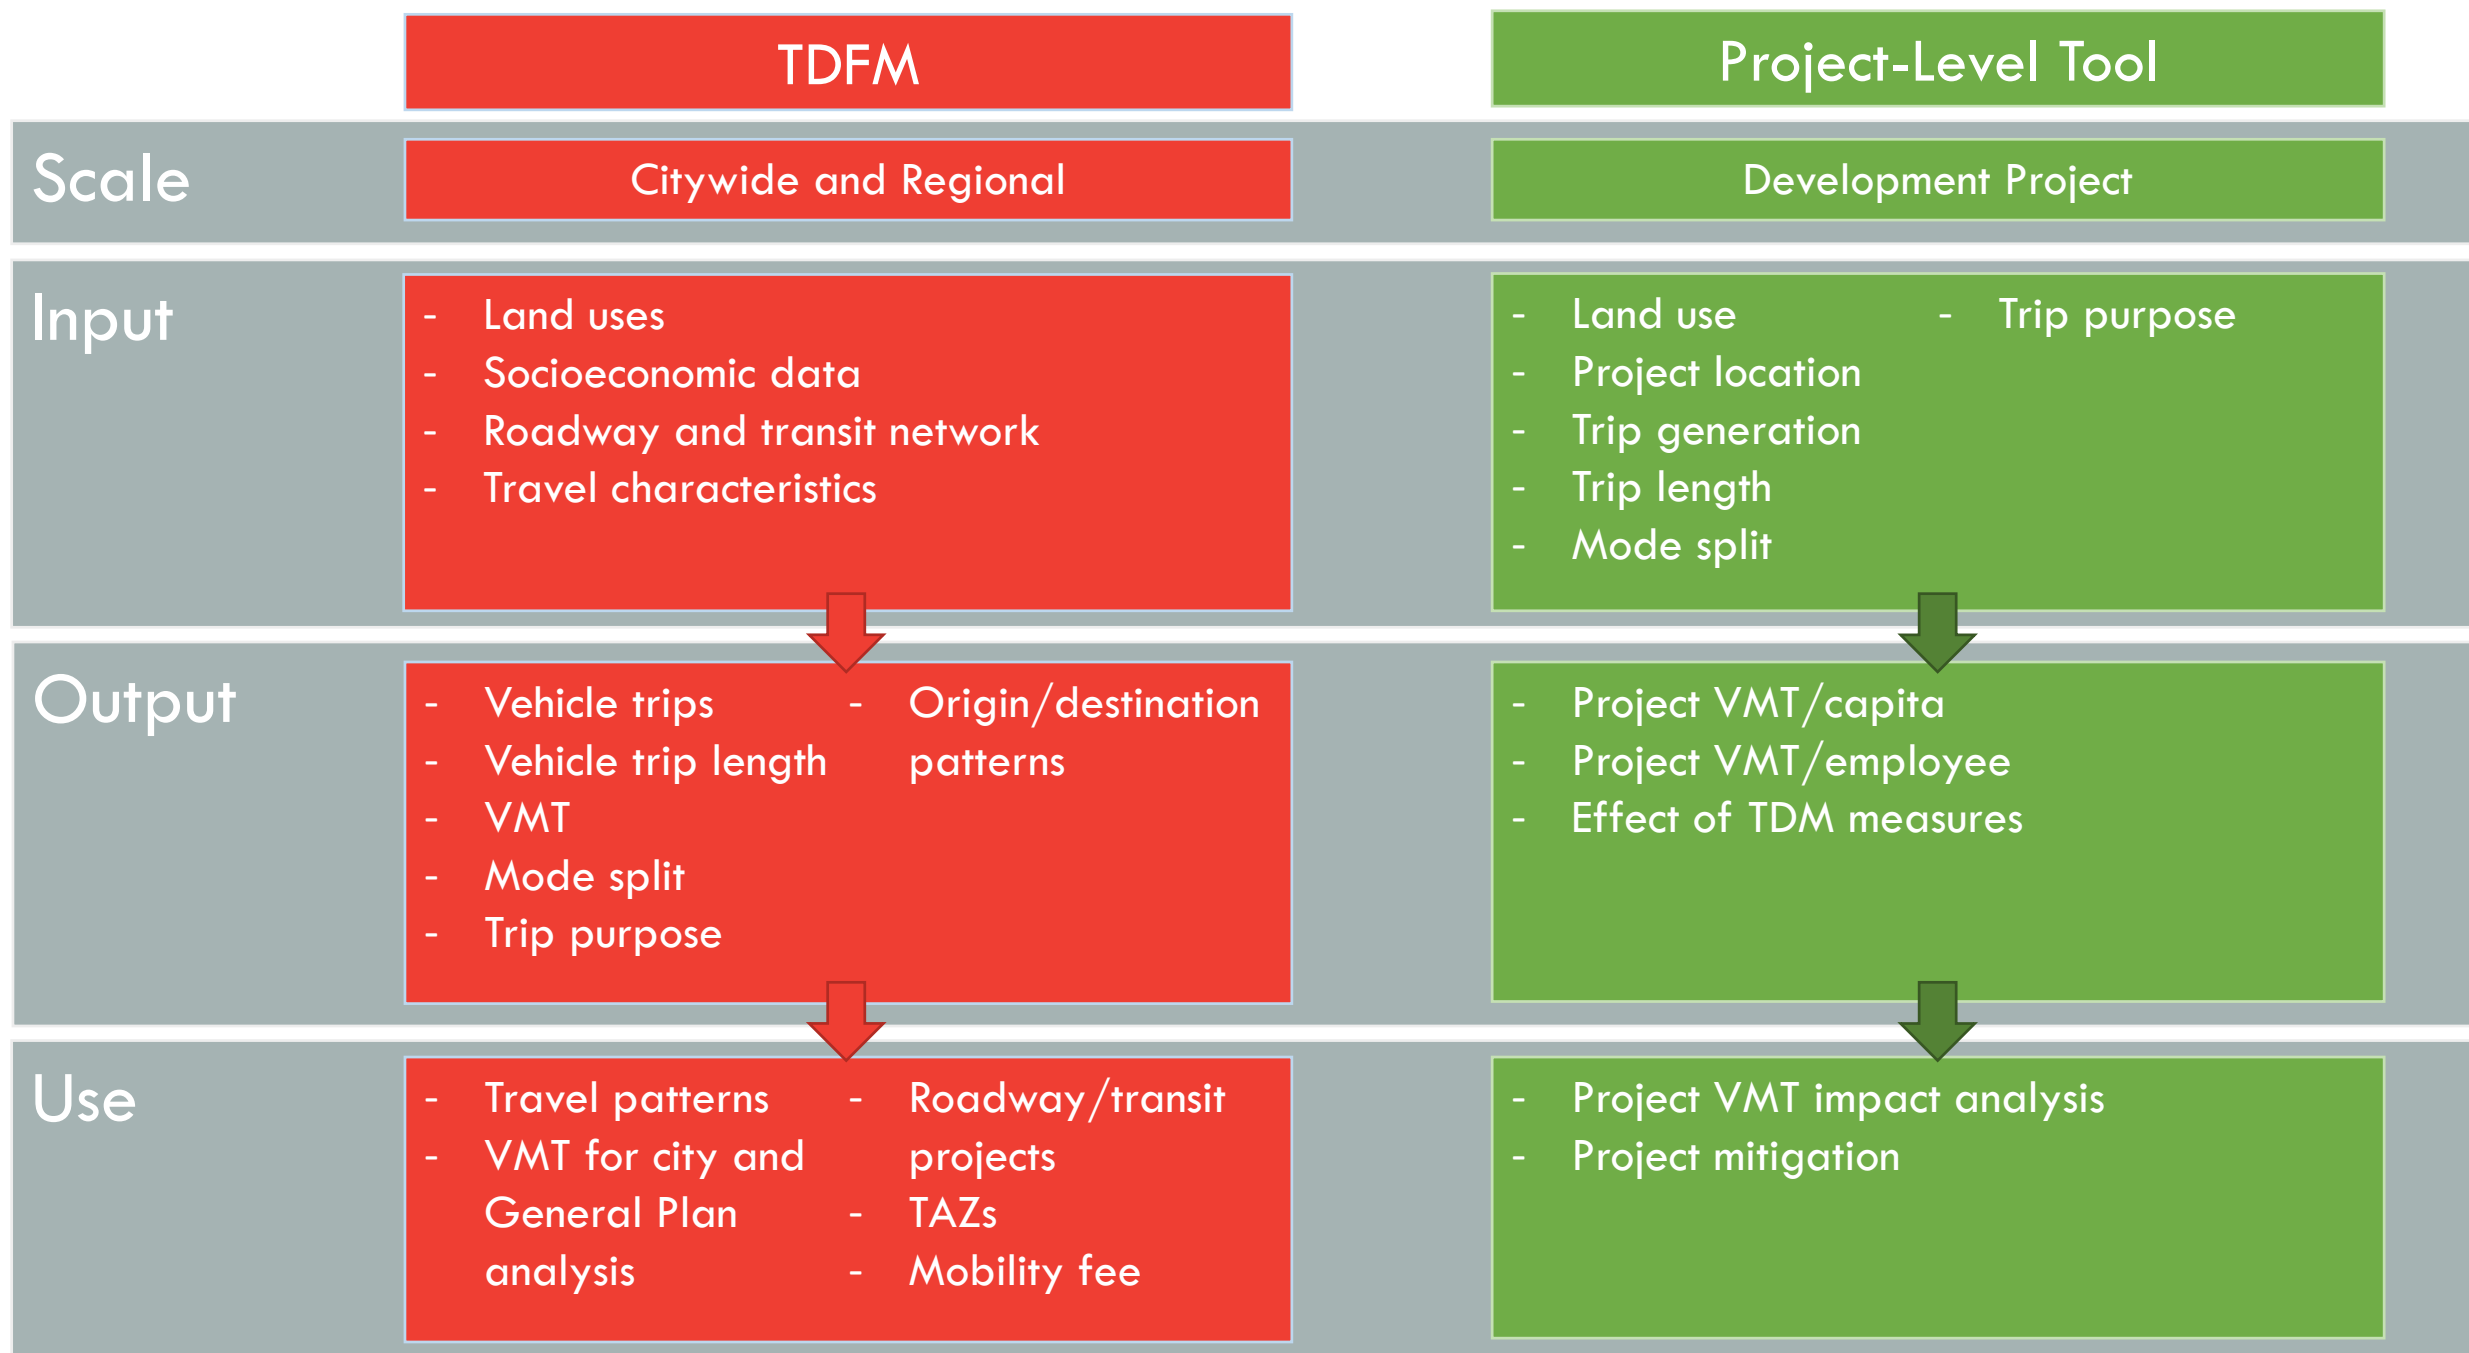 TDFM
Project-Level Tool
Scale
Citywide and Regional
Development Project
Input
- Land uses
- Socioeconomic data
- Roadway and transit network
- Travel characteristics
- Land use
- Project location
- Trip generation
- Trip length
- Mode split
- Trip purpose
Output
- Vehicle trips
- Vehicle trip length
- VMT
- Mode split
- Trip purpose
- Origin/destination
patterns
- Project VMT/capita
- Project VMT/employee
- Effect of TDM measures
Use
- Travel patterns
- VMT for city and
General Plan
analysis
- Roadway/transit
projects
- TAZs
- Mobility fee
- Project VMT impact analysis
- Project mitigation